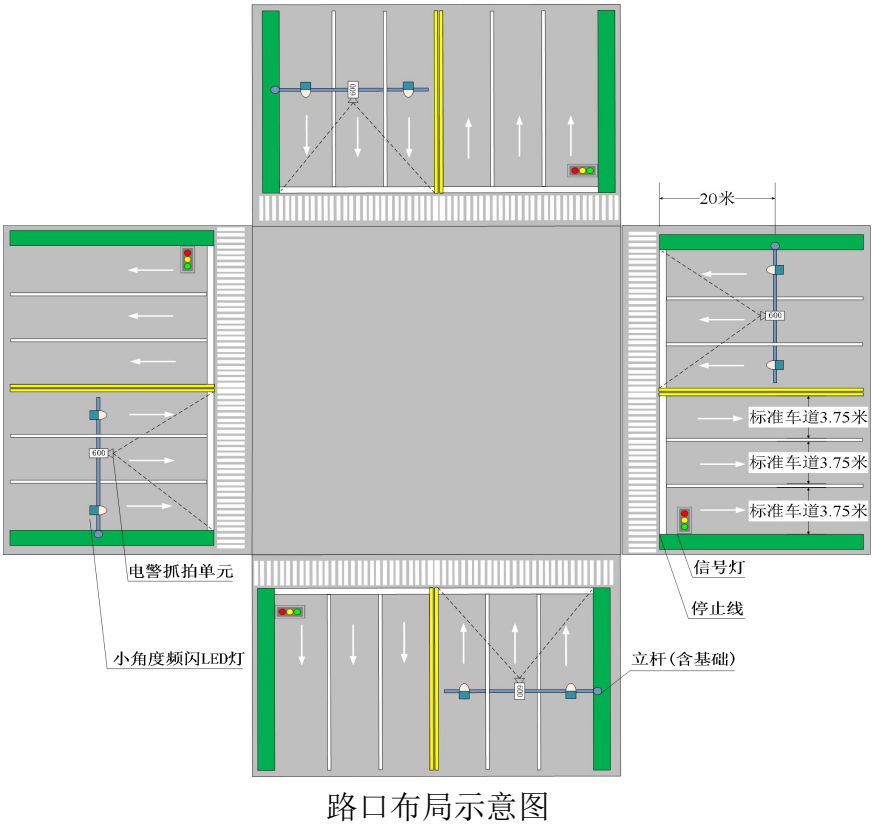 600
20米
600
600
标准车道3.75米
标准车道3.75米
标准车道3.75米
电警抓拍单元
信号灯
停止线
小角度频闪LED灯
立杆(含基础)
600
路口布局示意图